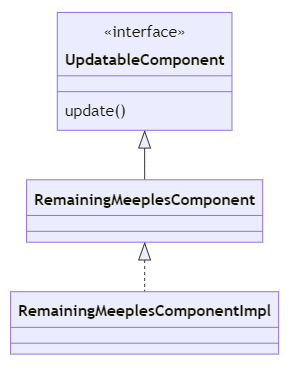 «interface»
UpdatableComponent
update()
RemainingMeeplesComponent
RemainingMeeplesComponentImpl